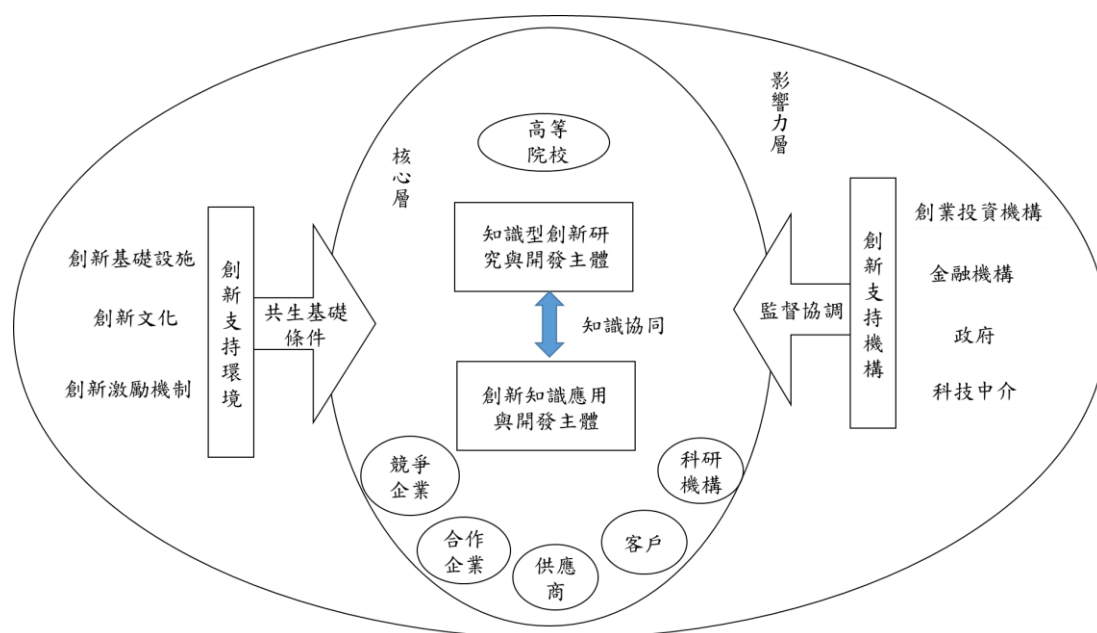 影響力層
高等
院校
核心層
知識型創新研
究與開發主體
知識協同
創新知識應用
與開發主體
創新基礎設施
創新文化
創新激勵機制
創新支持環境
共生基礎
條件
監督協調
創新支持機構
創業投資機構
金融機構
政府
科技中介
競爭
企業
合作
企業
供應
商
客戶
科研
機構